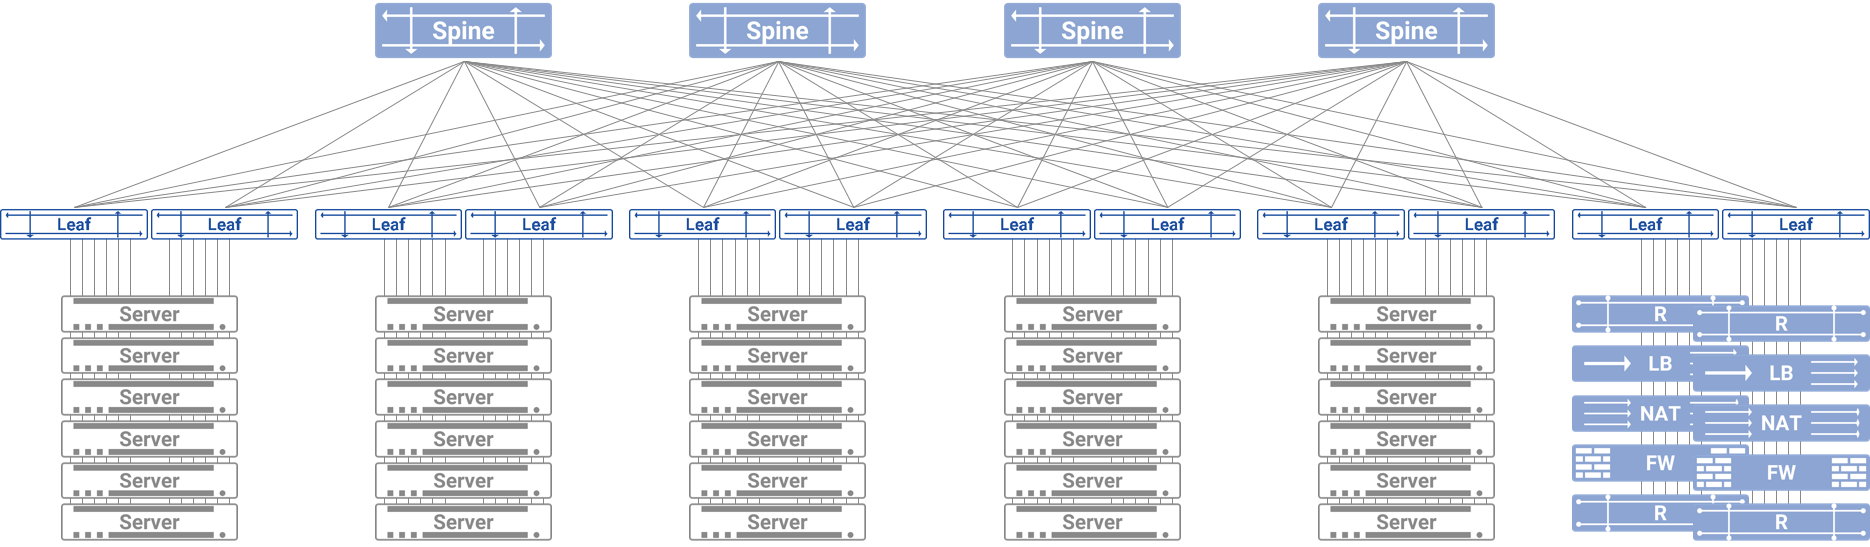 Spine Spine Spine Spine
Leaf Leaf Leaf Leaf Leaf Leaf Leaf Leaf Leaf Leaf Leaf Leaf
Server Server Server Server Server R R
Server Server Server Server Server LB LB
Server Server Server Server Server NAT NAT
Server Server Server Server Server FW FW
Server Server Server Server Server
Server Server Server Server Server R R